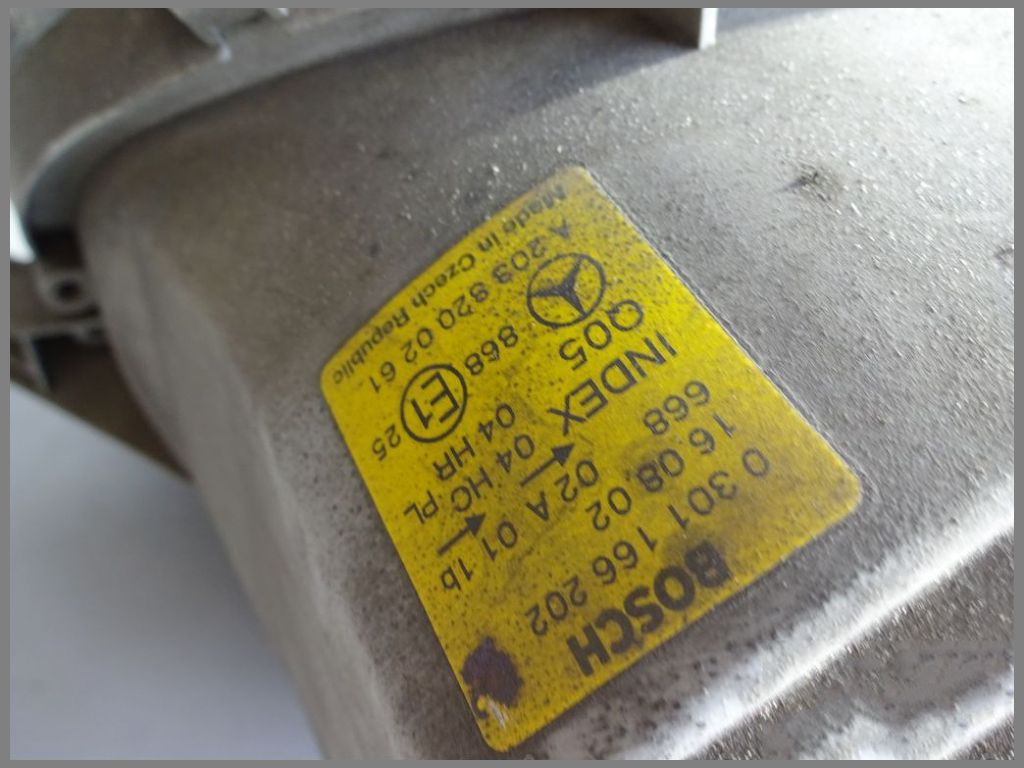 BOSCH
0 301 166 202
16 08 02
668
02 A 01 1b
INDEX
04 HC PL
Q05
04 HR
868
E1
25
A 203 820 02 61
Made in Czech Republic